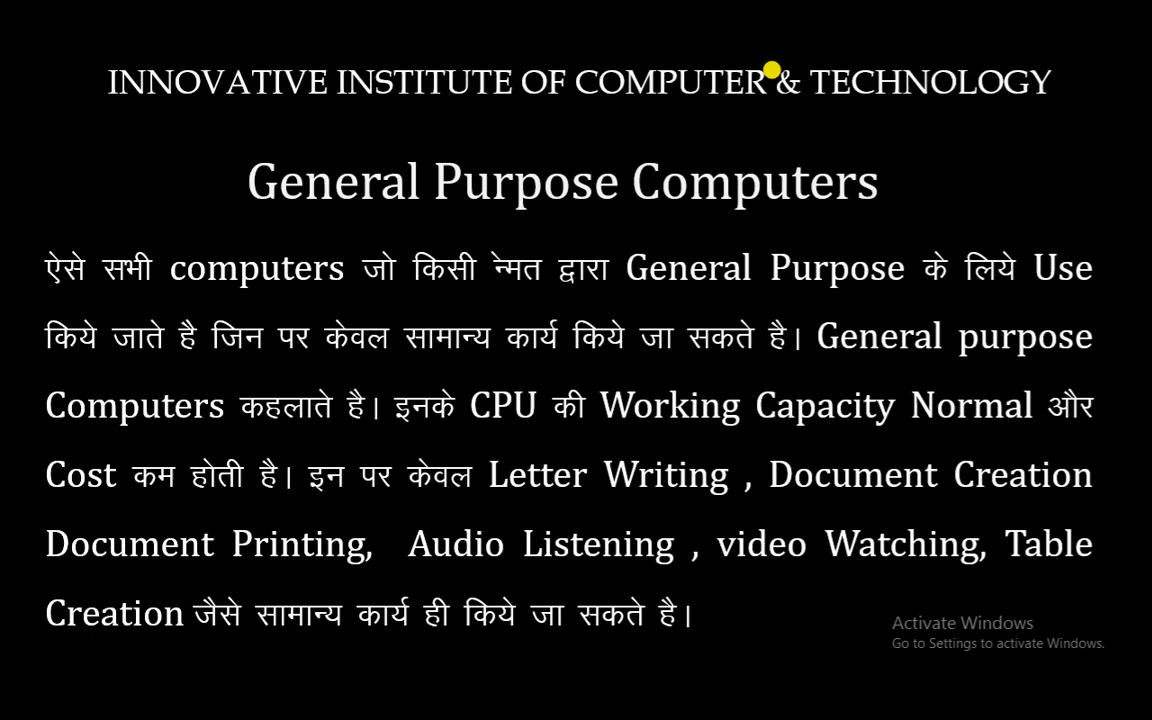 INNOVATIVE INSTITUTE OF COMPUTER & TECHNOLOGY
General Purpose Computers
ऐसे सभी computers जो किसी न्मित द्वारा General Purpose के लिये Use
किये जाते है जिन पर केवल सामान्य कार्य किये जा सकते है। General purpose
Computers कहलाते है। इनके CPU की Working Capacity Normal और
Cost कम होती है। इन पर केवल Letter Writing , Document Creation
Document Printing, Audio Listening , video Watching, Table
Creation जैसे सामान्य कार्य ही किये जा सकते है।
Activate Windows
Go to Settings to activate Windows.